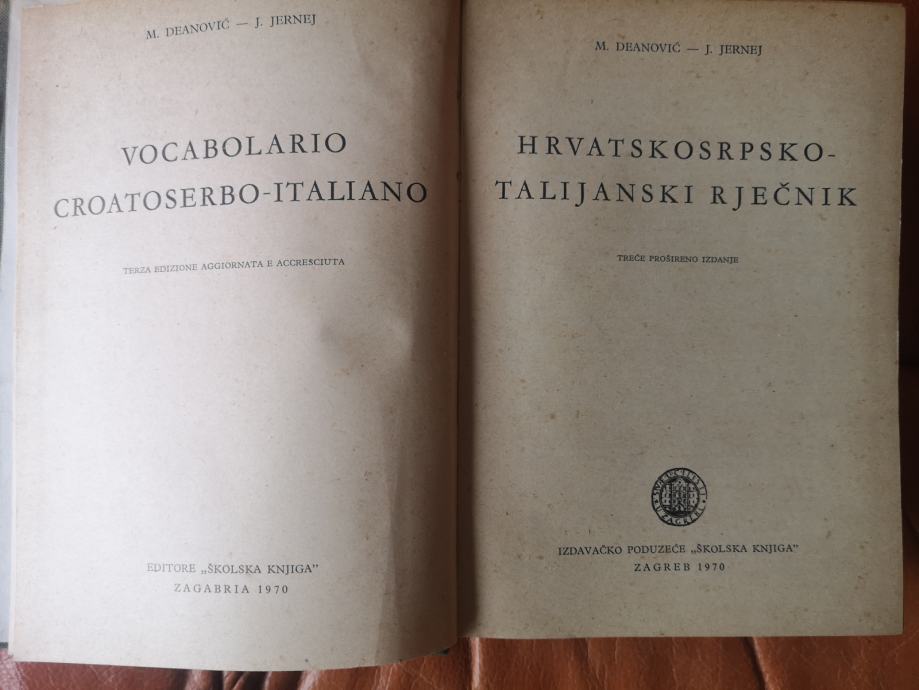 M. DEANOVIĆ — J. JERNEJ
VOCABOLARIO
CROATOSERBO-ITALIANO
TERZA EDIZIONE AGGIORNATA E ACCRESCIUTA
EDITORE „ŠKOLSKA KNJIGA”
ZAGABRIA 1970
M. DEANOVIĆ — J. JERNEJ
HRVATSKOSRPSKO-
TALIJANSKI RJEČNIK
TREĆE PROŠIRENO IZDANJE
U ZAGREBU
IZDAVAČKO PODUZEĆE „ŠKOLSKA KNJIGA”
ZAGREB 1970